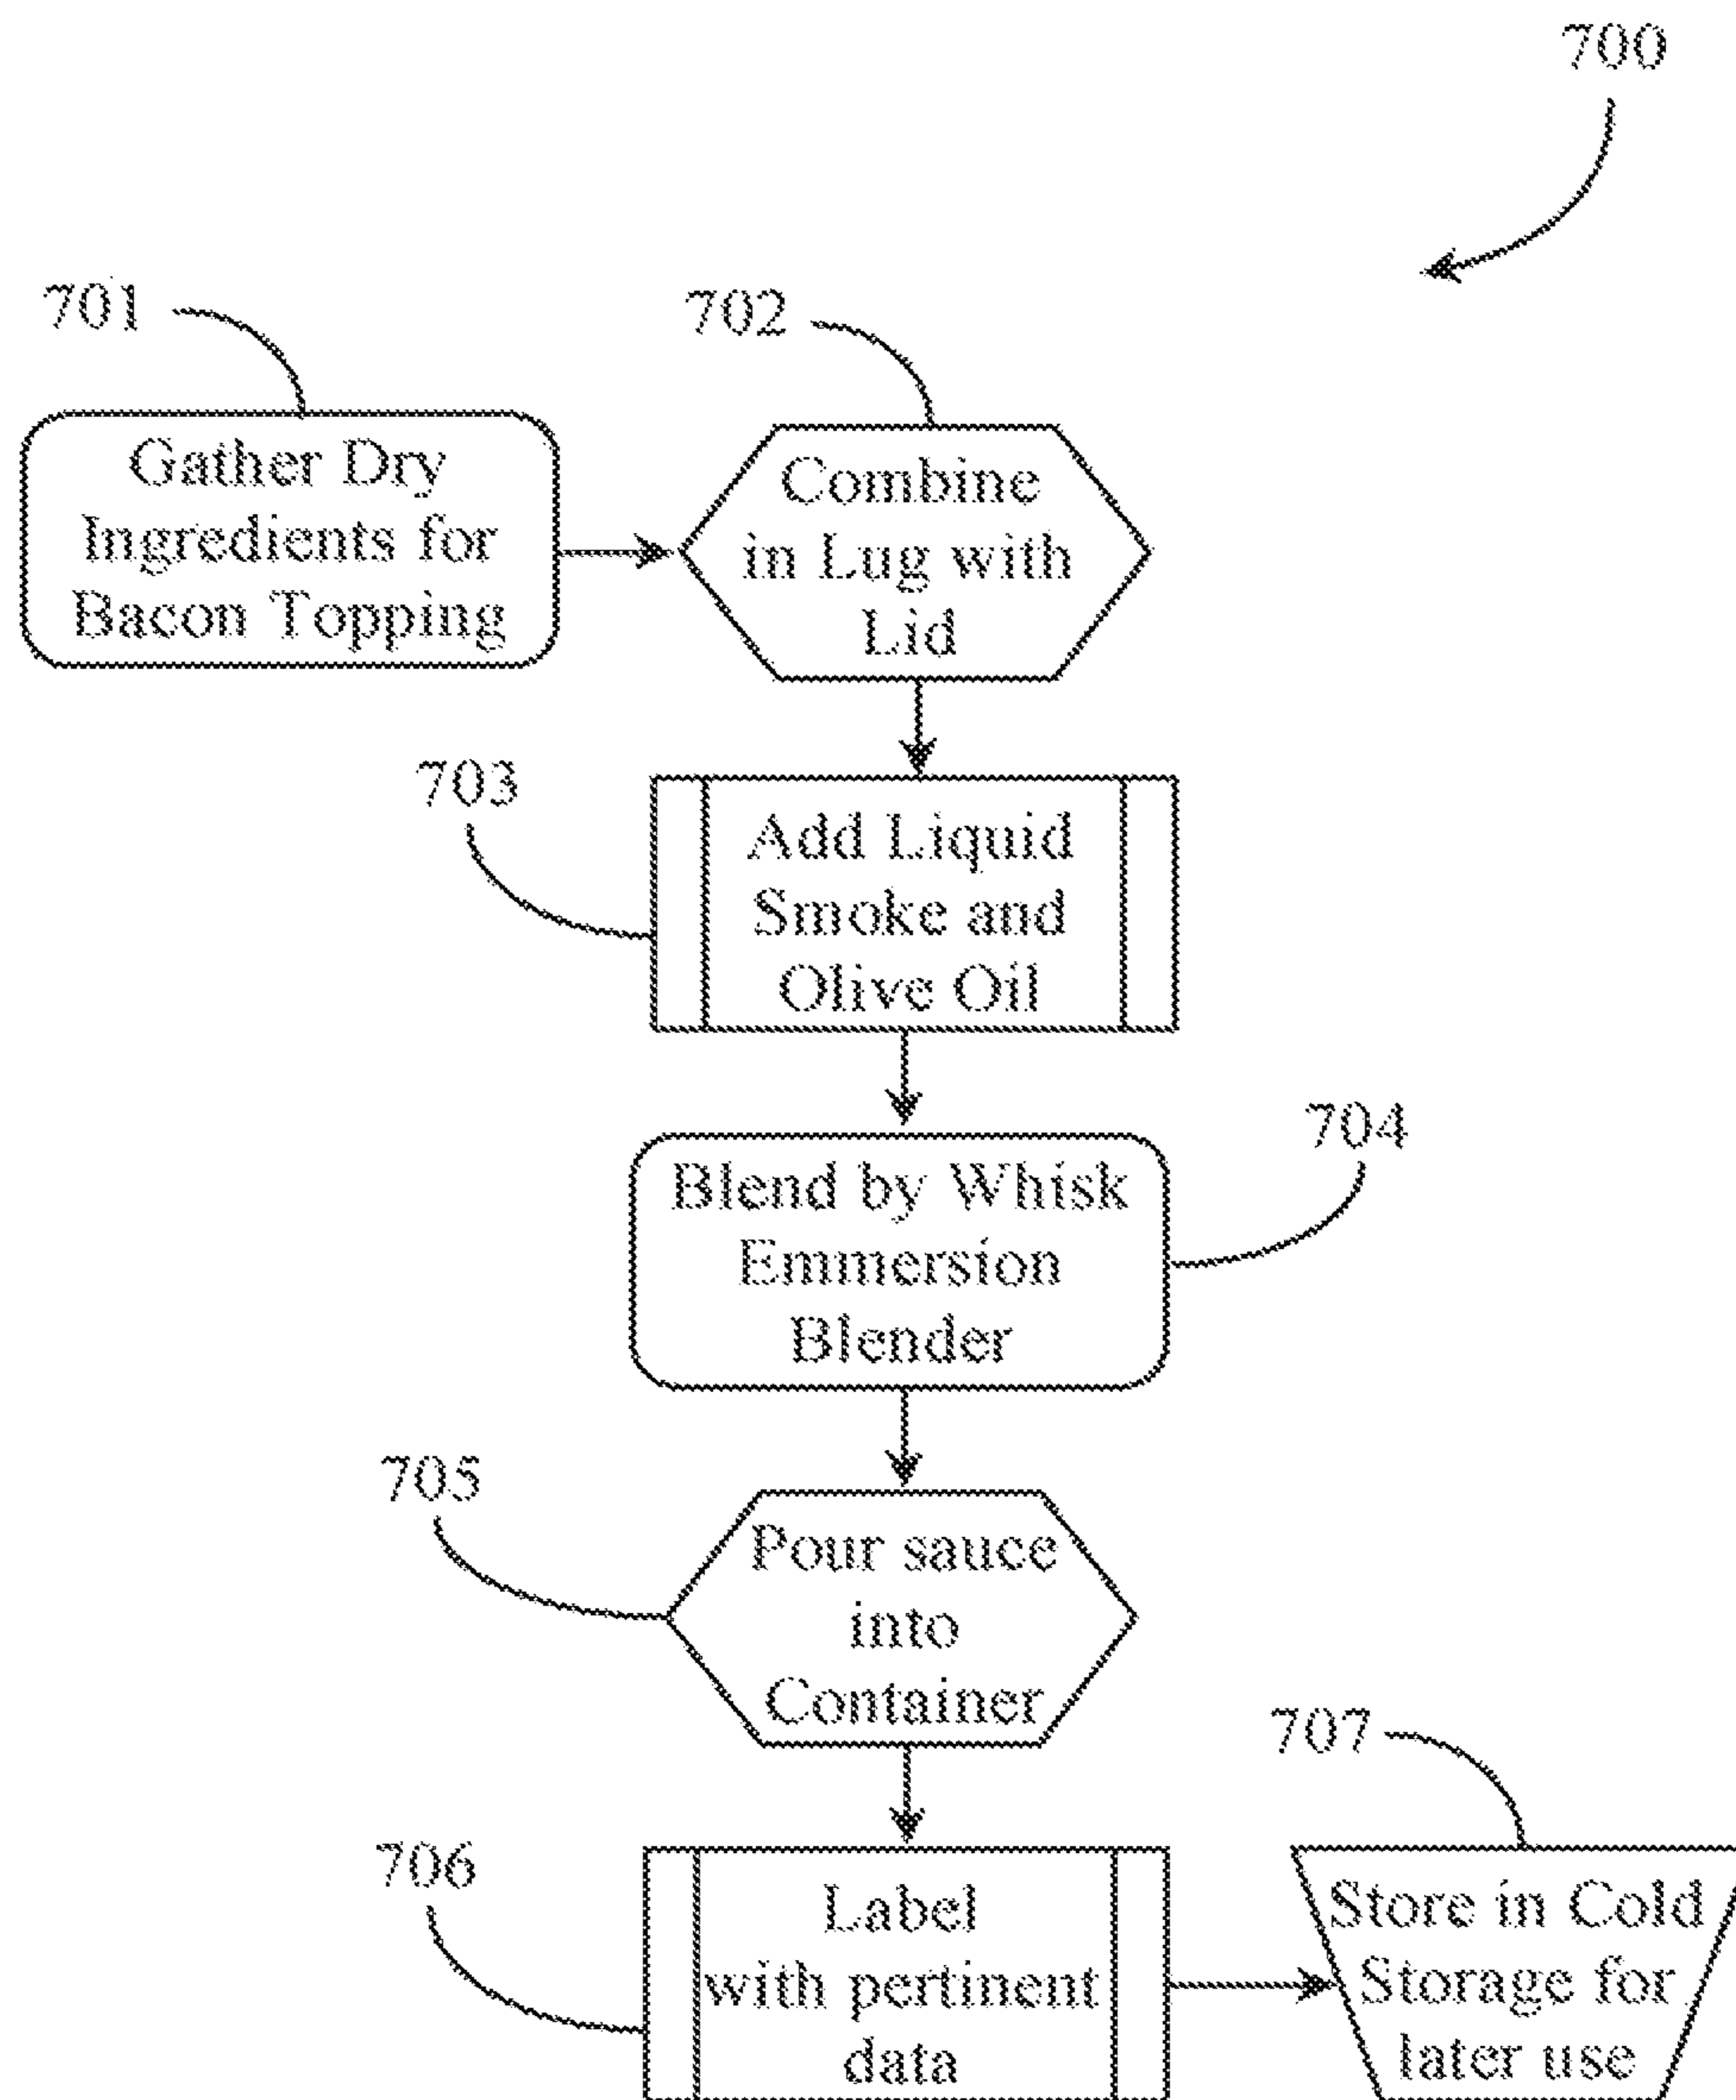 700
701
702
Gather Dry
Ingredients for
Bacon Topping
Combine
in Lug with
Lid
703
Add Liquid
Smoke and
Olive Oil
704
Blend by Whisk
Emmersion
Blender
705
Pour sauce
into
Container
706
Label
with pertinent
data
707
Store in Cold
Storage for
later use